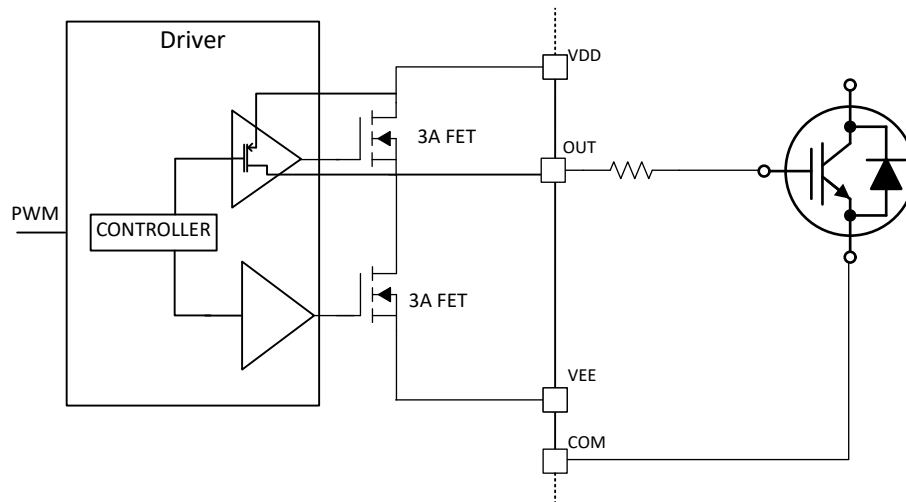 Driver
VDD
3A FET
OUT
PWM
CONTROLLER
3A FET
VEE
COM